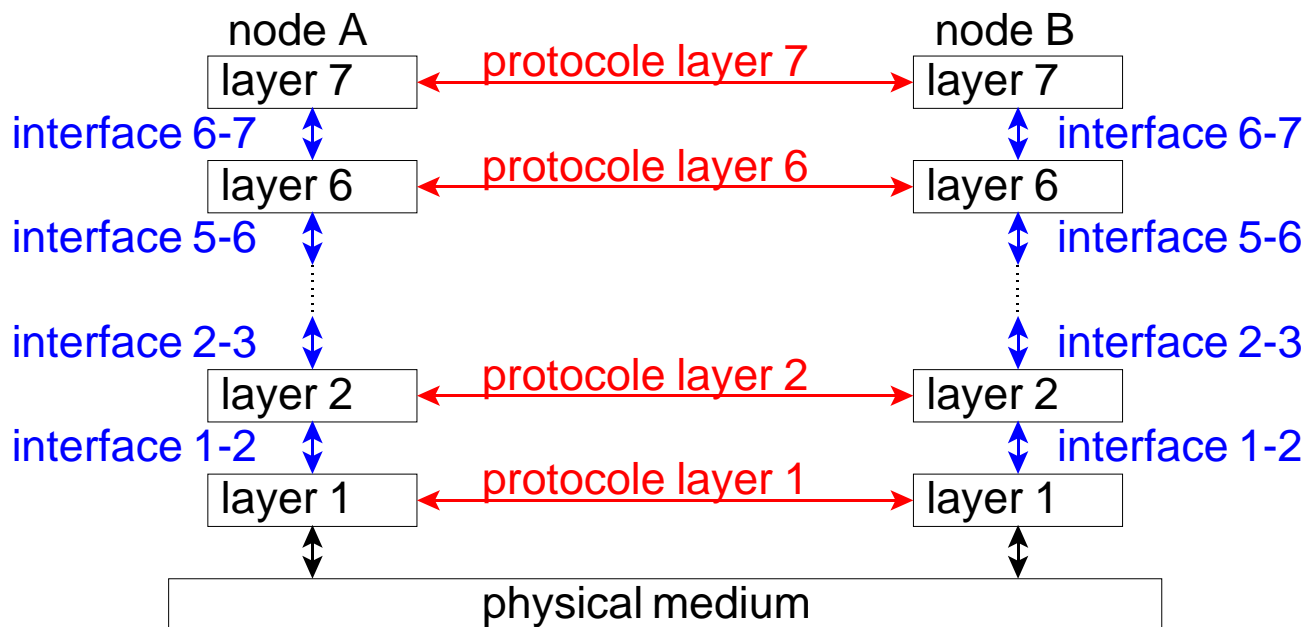 node A node B
layer 7 protocole layer 7 layer 7
interface 6-7 interface 6-7
layer 6 protocole layer 6 layer 6
interface 5-6 interface 5-6
interface 2-3 interface 2-3
layer 2 protocole layer 2 layer 2
interface 1-2 interface 1-2
layer 1 protocole layer 1 layer 1
physical medium